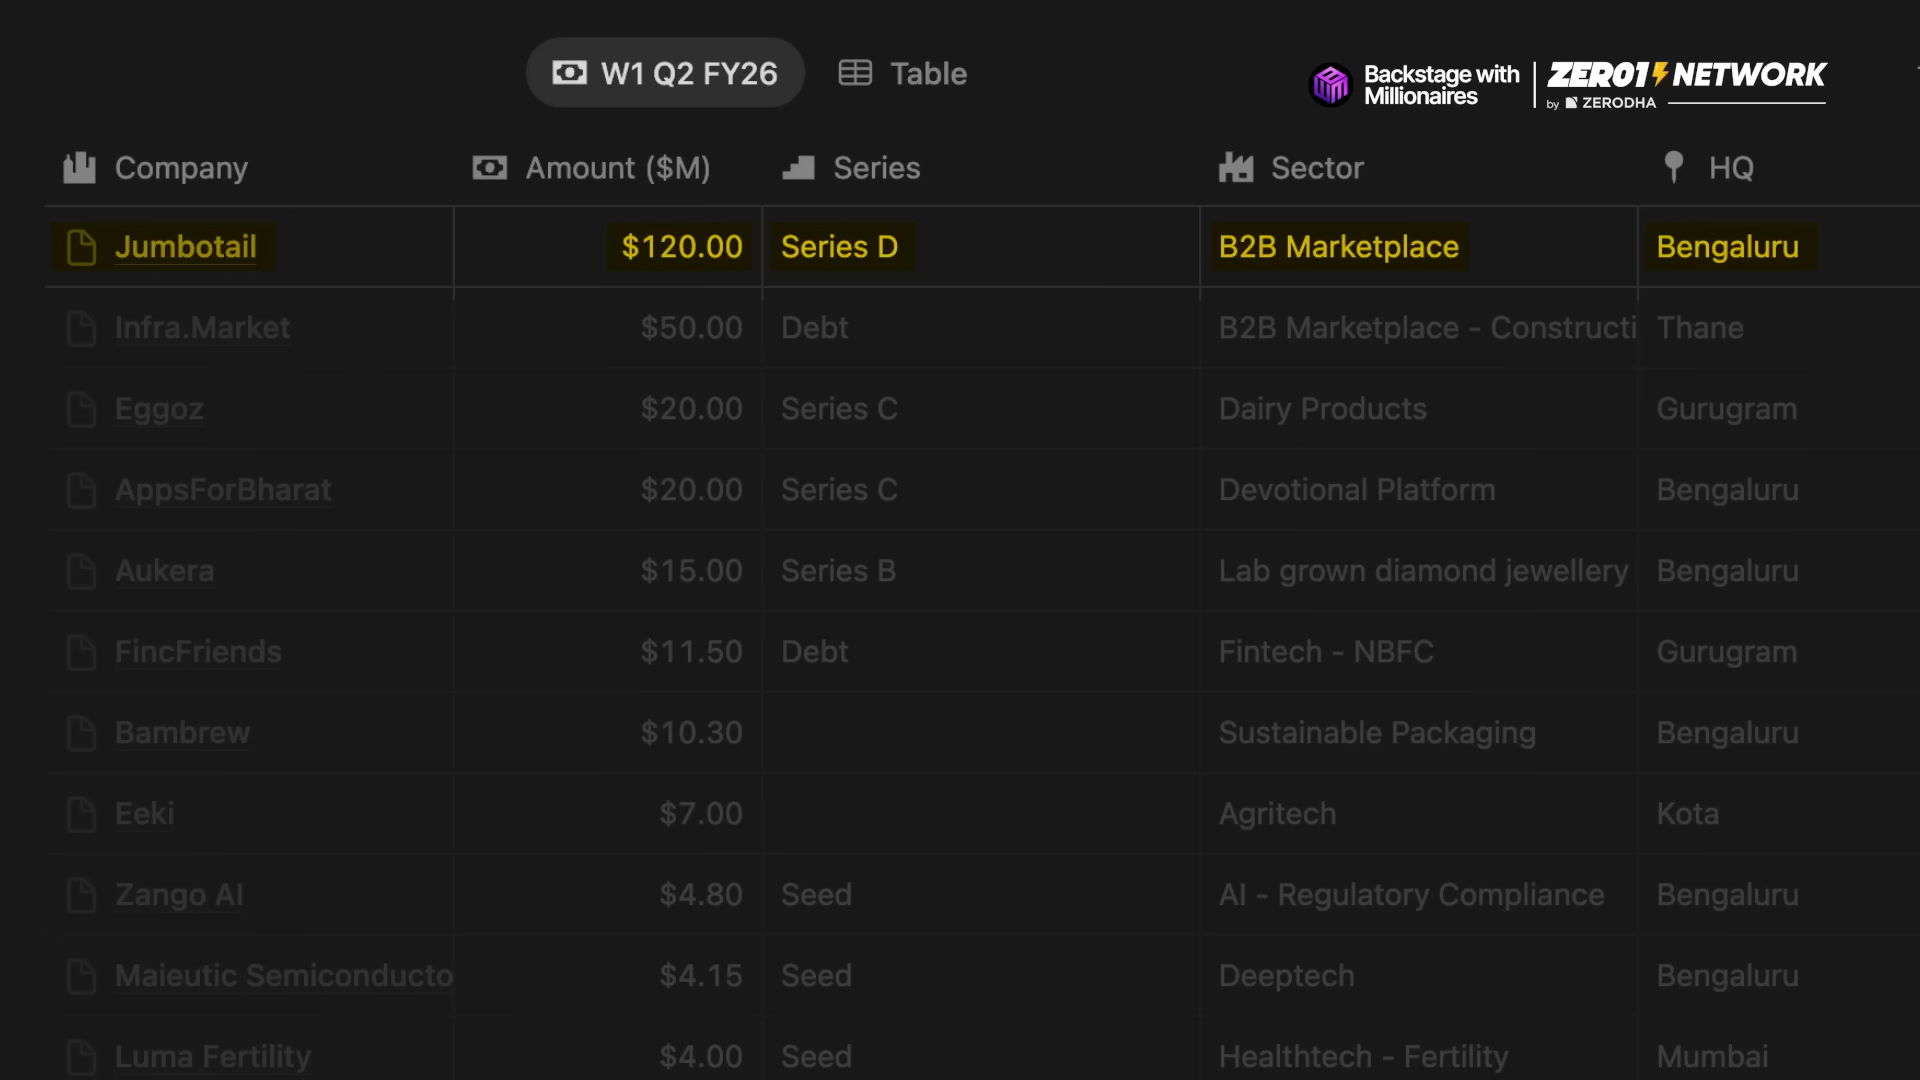 W1 Q2 FY26 Table
Backstage with
Millionaires
ZERO1 NETWORK
by ZERODHA
Company Amount ($M) Series Sector HQ
Jumbotail $120.00 Series D B2B Marketplace Bengaluru
Infra.Market $50.00 Debt B2B Marketplace - Constructi Thane
Eggoz $20.00 Series C Dairy Products Gurugram
AppsForBharat $20.00 Series C Devotional Platform Bengaluru
Aukera $15.00 Series B Lab grown diamond jewellery Bengaluru
FincFriends $11.50 Debt Fintech - NBFC Gurugram
Bambrew $10.30 Sustainable Packaging Bengaluru
Eeki $7.00 Agritech Kota
Zango AI $4.80 Seed AI - Regulatory Compliance Bengaluru
Maieutic Semiconducto $4.15 Seed Deeptech Bengaluru
Luma Fertility $4.00 Seed Healthtech - Fertility Mumbai